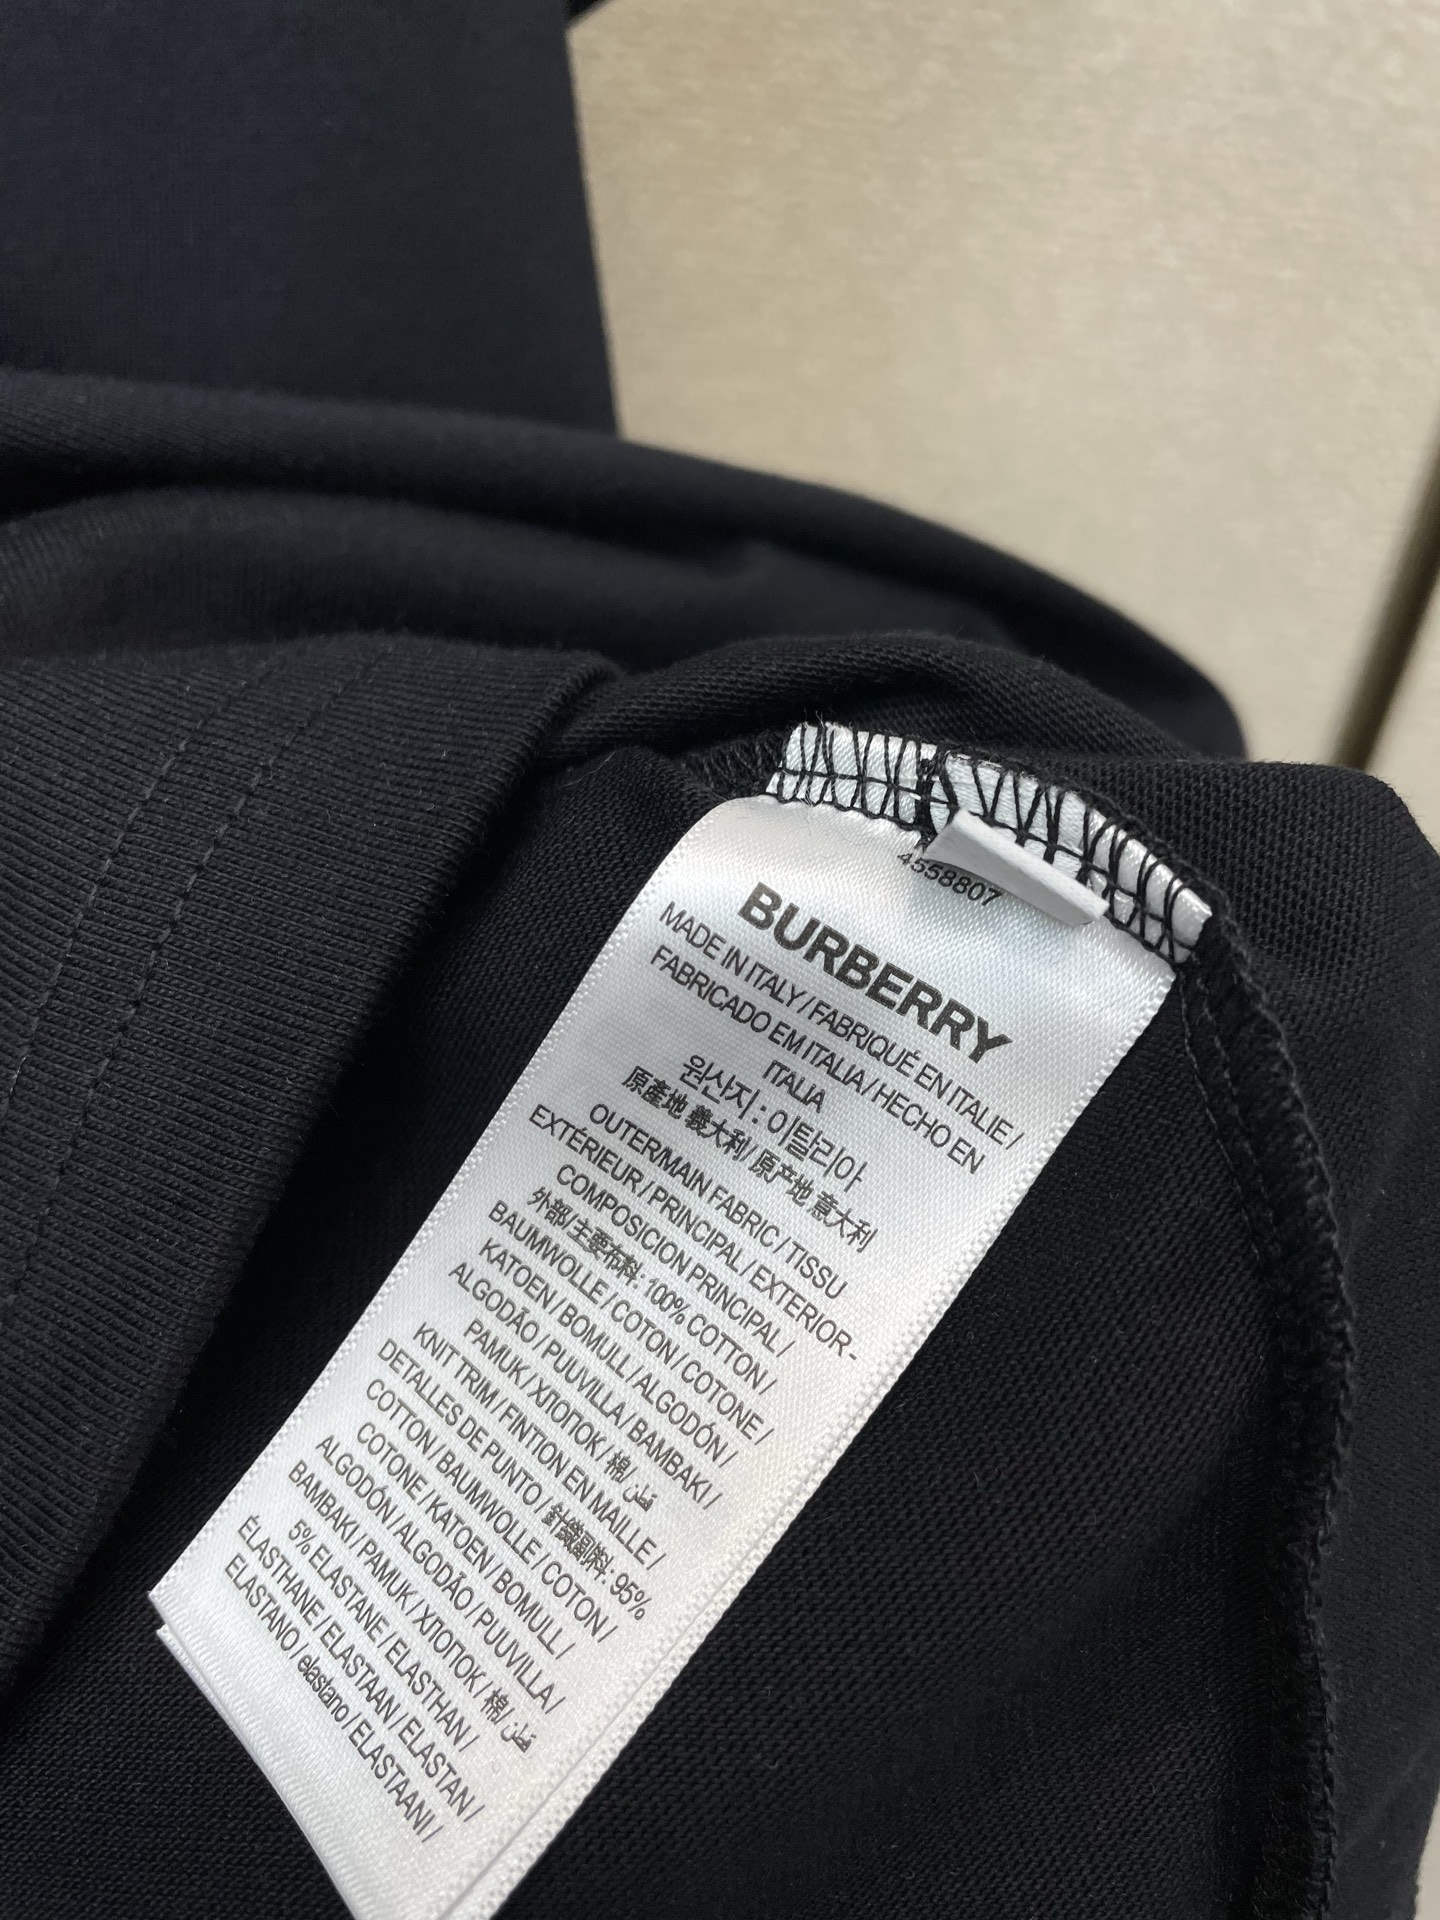 4558807
BURBERRY
MADE IN ITALY / FABRIQUÉ EN ITALIE /
FABRICADO EM ITALIA / HECHO EN
ITALIA
원산지 : 이탈리아
原產地 義大利/ 原产地 意大利
OUTER/MAIN FABRIC / TISSU
EXTÉRIEUR / PRINCIPAL / EXTERIOR -
COMPOSICION PRINCIPAL /
外部/主要布料: 100% COTTON /
BAUMWOLLE / COTON / COTONE /
KATOEN / BOMULL / ALGODÓN /
ALGODÃO / PUUVILLA / BAMBAKI /
PAMUK / ХЛОПОК / 棉/ قطن
KNIT TRIM / FINTION EN MAILLE /
DETALLES DE PUNTO / 針織副料: 95%
COTTON / BAUMWOLLE / COTON /
COTONE / KATOEN / BOMULL /
ALGODÓN / ALGODÃO / PUUVILLA /
BAMBAKI / PAMUK / ХЛОПОК / 棉/ قطن
5% ELASTANE / ELASTHAN /
ÉLASTHANE / ELASTAAN / ELASTAN /
ELASTANO / elastano / ELASTAANI /